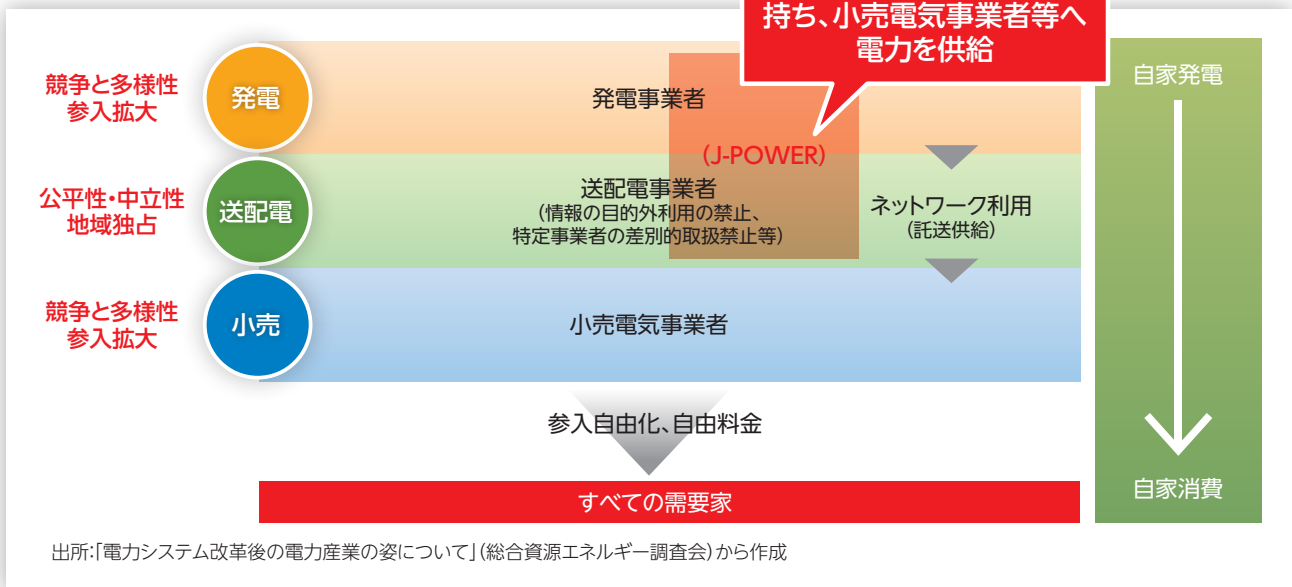 持ち、小売電気事業者等へ
電力を供給
競争と多様性
参入拡大
発電
発電事業者
自家発電
(J-POWER)
公平性・中立性
地域独占
送配電
送配電事業者
(情報の目的外利用の禁止、
特定事業者の差別的取扱禁止等)
ネットワーク利用
(託送供給)
競争と多様性
参入拡大
小売
小売電気事業者
参入自由化、自由料金
すべての需要家
自家消費
出所:「電力システム改革後の電力産業の姿について」(総合資源エネルギー調査会)から作成